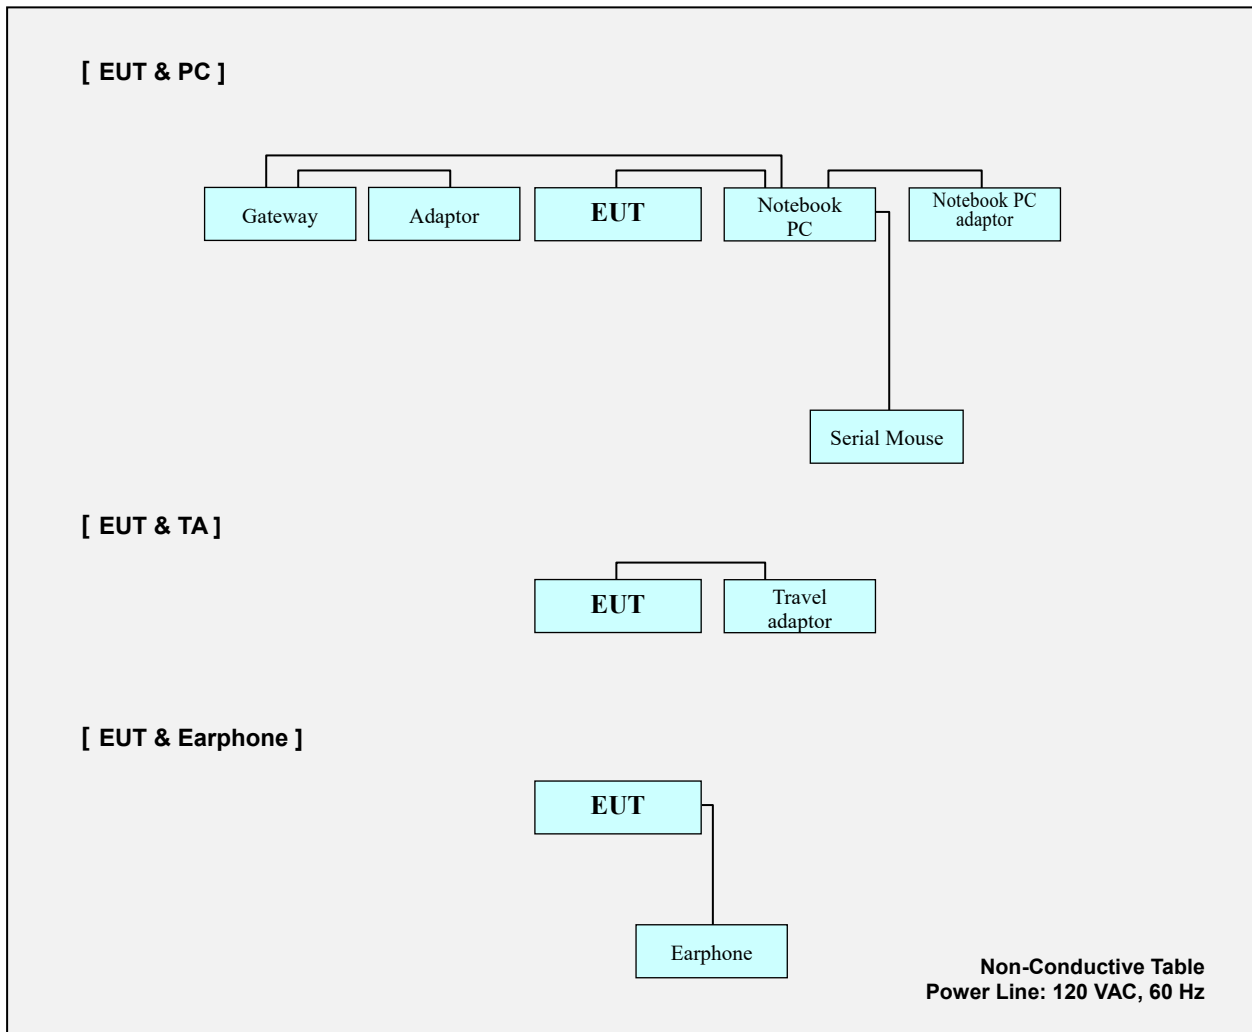 [ EUT & PC ]
Gateway
Adaptor
EUT
Notebook
PC
Notebook PC
adaptor
Serial Mouse
[ EUT & TA ]
EUT
Travel
adaptor
[ EUT & Earphone ]
EUT
Earphone
Non-Conductive Table
Power Line: 120 VAC, 60 Hz